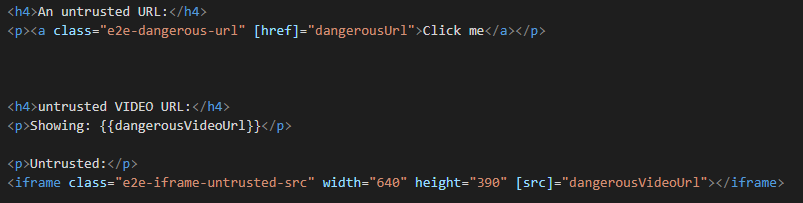 <h4>An untrusted URL:</h4>
<p><a class="e2e-dangerous-url" [href]="dangerousUrl">Click me</a></p>
<h4>untrusted VIDEO URL:</h4>
<p>Showing: {{dangerousVideoUrl}}</p>
<p>Untrusted:</p>
<iframe class="e2e-iframe-untrusted-src" width="640" height="390" [src]="dangerousVideoUrl"></iframe>